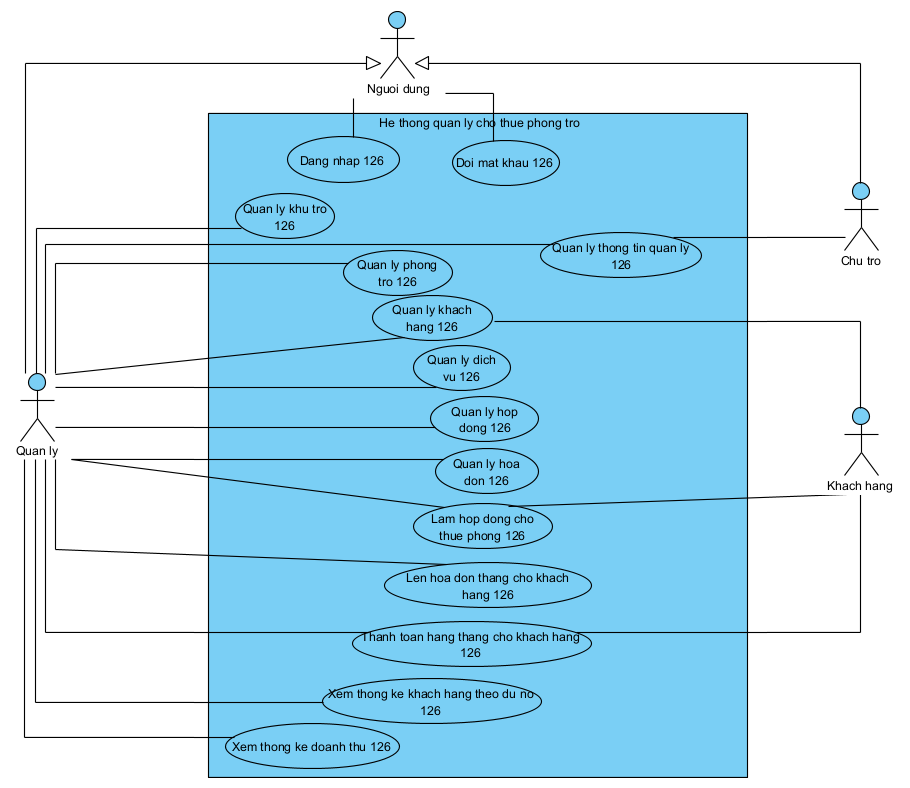 Nguoi dung
He thong quan ly cho thue phong tro
Dang nhap 126
Doi mat khau 126
Quan ly khu tro
126
Quan ly thong tin quan ly
126
Chu tro
Quan ly phong
tro 126
Quan ly khach
hang 126
Quan ly dich
vu 126
Quan ly
Quan ly hop
dong 126
Quan ly hoa
don 126
Khach hang
Lam hop dong cho
thue phong 126
Len hoa don thang cho khach
hang 126
Thanh toan hang thang cho khach hang
126
Xem thong ke khach hang theo du no
126
Xem thong ke doanh thu 126